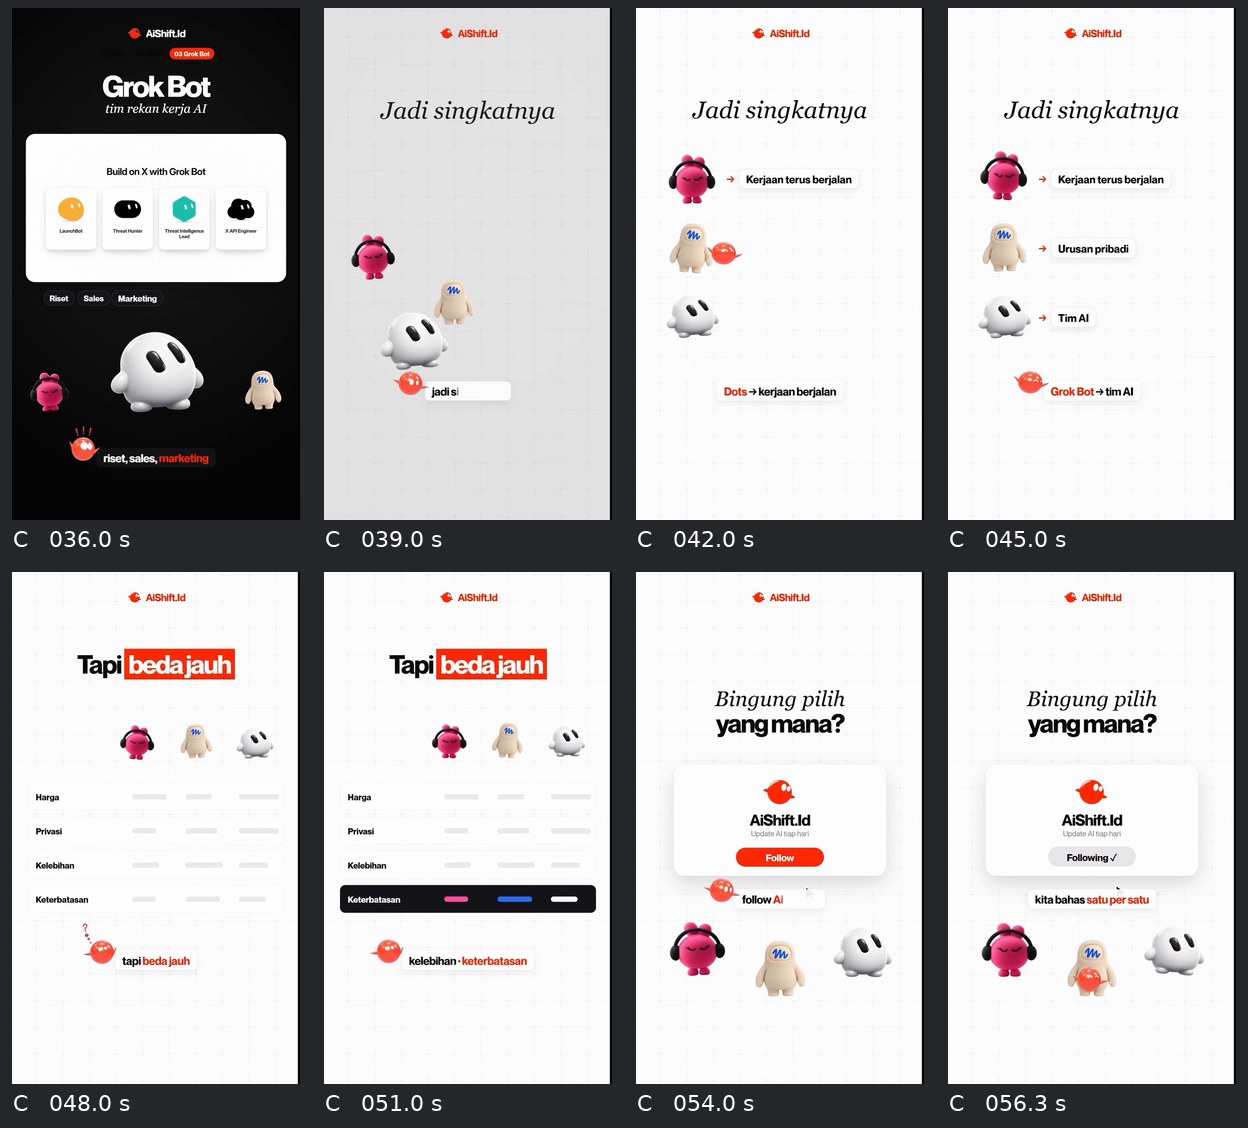 AiShift.Id
03 Grok Bot
Grok Bot
tim rekan kerja AI
Build on X with Grok Bot
LaunchBot
Threat Hunter
Threat Intelligence
Lead
X API Engineer
Riset
Sales
Marketing
riset, sales, marketing
C 036.0 s
AiShift.Id
Jadi singkatnya
jadi si
C 039.0 s
AiShift.Id
Jadi singkatnya
→ Kerjaan terus berjalan
Dots → kerjaan berjalan
C 042.0 s
AiShift.Id
Jadi singkatnya
→ Kerjaan terus berjalan
→ Urusan pribadi
→ Tim AI
Grok Bot → tim AI
C 045.0 s
AiShift.Id
Tapi beda jauh
Harga
Privasi
Kelebihan
Keterbatasan
?
tapi beda jauh
C 048.0 s
AiShift.Id
Tapi beda jauh
Harga
Privasi
Kelebihan
Keterbatasan
kelebihan · keterbatasan
C 051.0 s
AiShift.Id
Bingung pilih
yang mana?
AiShift.Id
Update AI tiap hari
Follow
follow Ai
C 054.0 s
AiShift.Id
Bingung pilih
yang mana?
AiShift.Id
Update AI tiap hari
Following ✓
kita bahas satu per satu
C 056.3 s